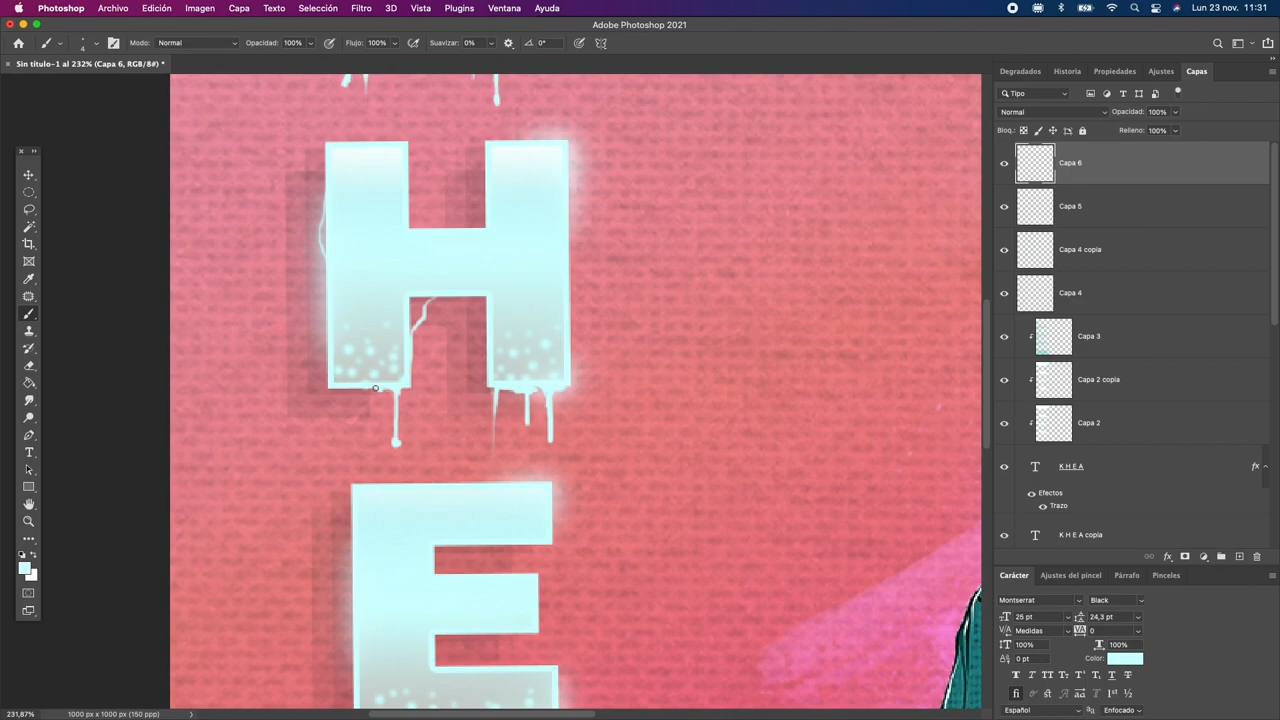 Photoshop Archivo Edición Imagen Capa Texto Selección Filtro 3D Vista Plugins Ventana Ayuda Lun 23 nov. 11:31
Adobe Photoshop 2021
4 Modo: Normal Opacidad: 100% Flujo: 100% Suavizar: 0% 0°
× Sin título-1 al 232% (Capa 6, RGB/8#) *
Degradados Historia Propiedades Ajustes Capas
Tipo
Normal Opacidad: 100%
Bloq.: Relleno: 100%
Capa 6
Capa 5
Capa 4 copia
Capa 4
Capa 3
Capa 2 copia
Capa 2
T K H E A fx
Efectos
Trazo
T K H E A copia
H
E
Carácter Ajustes del pincel Párrafo Pinceles
Montserrat Black
25 pt 24,3 pt
Medidas 0
100% 100%
0 pt Color:
Español Enfocado
231,87% 1000 px x 1000 px (150 ppp)